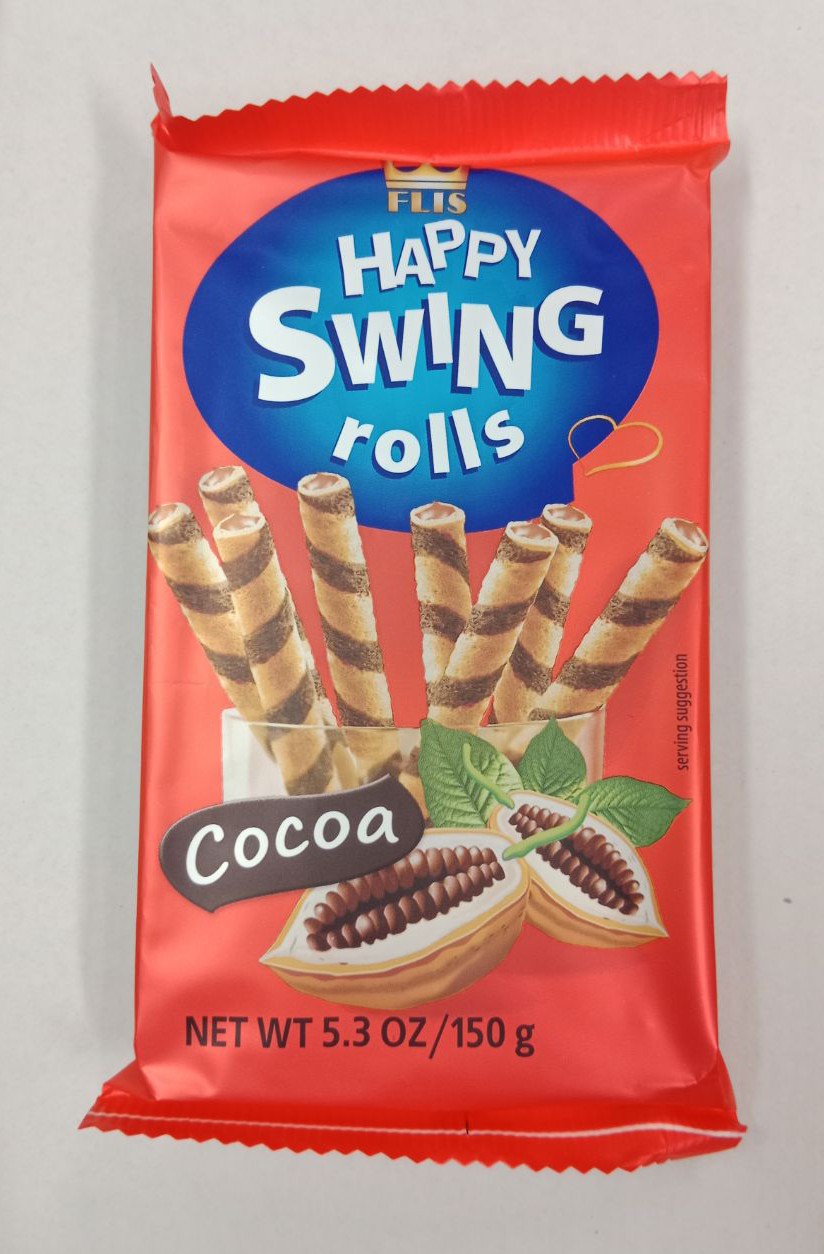 FLIS
HAPPY
SWING
rolls
serving suggestion
Cocoa
NET WT 5.3 OZ/150 g